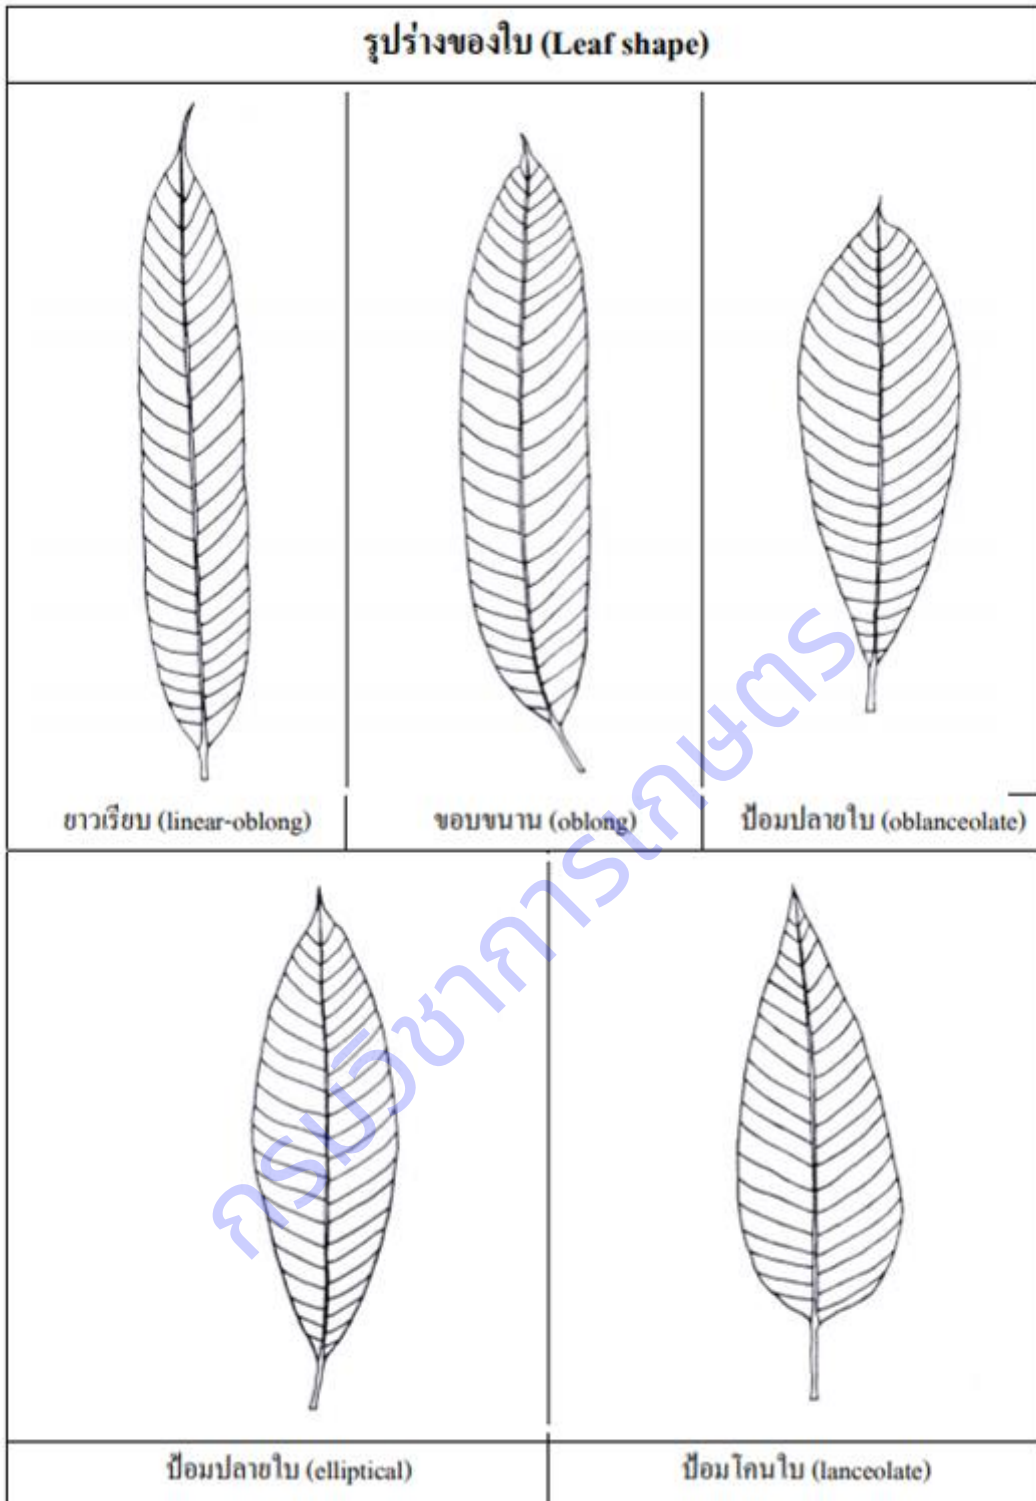 รูปร่างของใบ (Leaf shape)
ยาวเรียบ (linear-oblong)
ขอบขนาน (oblong)
ป้อมปลายใบ (oblanceolate)
ป้อมปลายใบ (elliptical)
ป้อมโคนใบ (lanceolate)
กรมวิชาการเกษตร